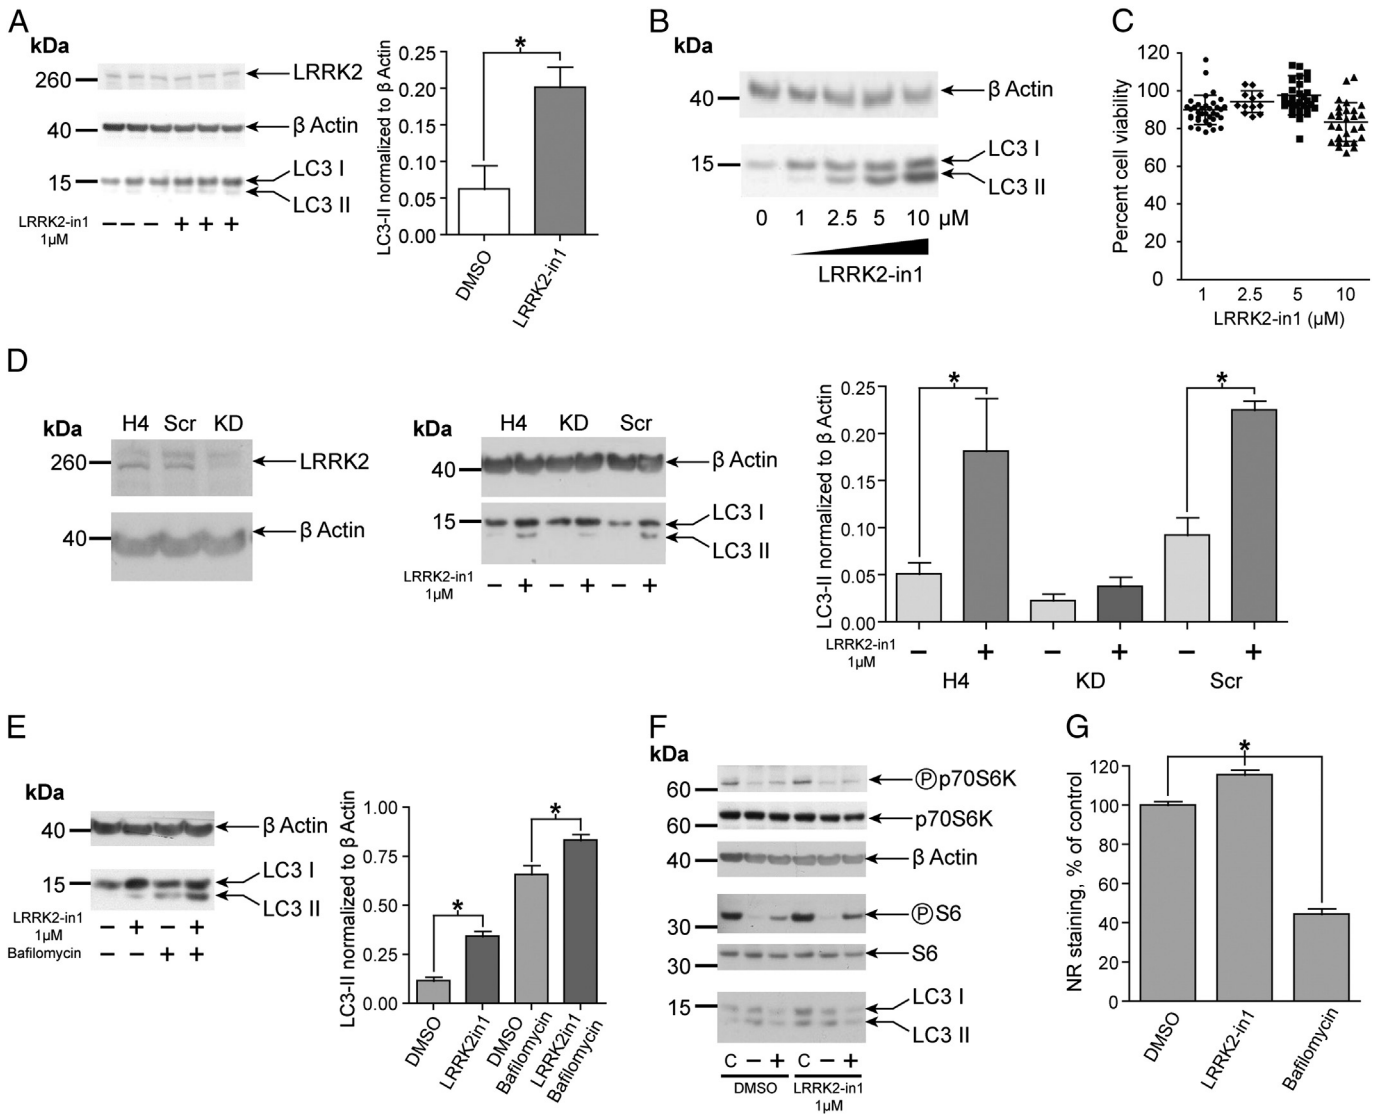 A
kDa
260
LRRK2
40
β Actin
15
LC3 I
LC3 II
LRRK2-in1
1µM
− − − + + +
LC3-II normalized to β Actin
0.25
0.20
0.15
0.10
0.05
0.00
*
DMSO
LRRK2-in1
B
kDa
40
β Actin
15
LC3 I
LC3 II
0 1 2.5 5 10 µM
LRRK2-in1
C
Percent cell viability
120
100
80
60
40
20
0
1 2.5 5 10
LRRK2-in1 (µM)
D
kDa
H4 Scr KD
260
LRRK2
40
β Actin
kDa
H4 KD Scr
40
β Actin
15
LC3 I
LC3 II
LRRK2-in1
1µM
− + − + − +
LC3-II normalized to β Actin
0.25
0.20
0.15
0.10
0.05
0.00
* *
LRRK2-in1
1µM
− + − + − +
H4 KD Scr
E
kDa
40
β Actin
15
LC3 I
LC3 II
LRRK2-in1
1µM
− + − +
Bafilomycin
− − + +
LC3-II normalized to β Actin
1.00
0.75
0.50
0.25
0.00
* *
DMSO
LRRK2in1
DMSO
Bafilomycin
LRRK2in1
Bafilomycin
F
kDa
60
Ⓟp70S6K
60
p70S6K
40
β Actin
30
ⓅS6
30
S6
15
LC3 I
LC3 II
C − + C − +
DMSO
LRRK2-in1
1µM
G
NR staining, % of control
120
100
80
60
40
20
0
*
DMSO
LRRK2-in1
Bafilomycin